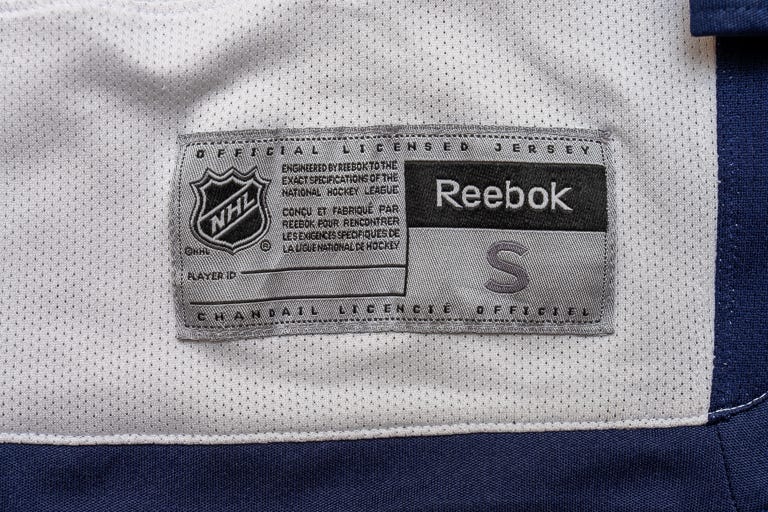 OFFICIAL LICENSED JERSEY
NHL
©NHL
®
ENGINEERED BY REEBOK TO THE
EXACT SPECIFICATIONS OF THE
NATIONAL HOCKEY LEAGUE
CONÇU ET FABRIQUÉ PAR
REEBOK POUR RENCONTRER
LES EXIGENCES SPÉCIFIQUES DE
LA LIGUE NATIONAL DE HOCKEY
Reebok
S
PLAYER ID
CHANDAIL LICENCIÉ OFFICIEL